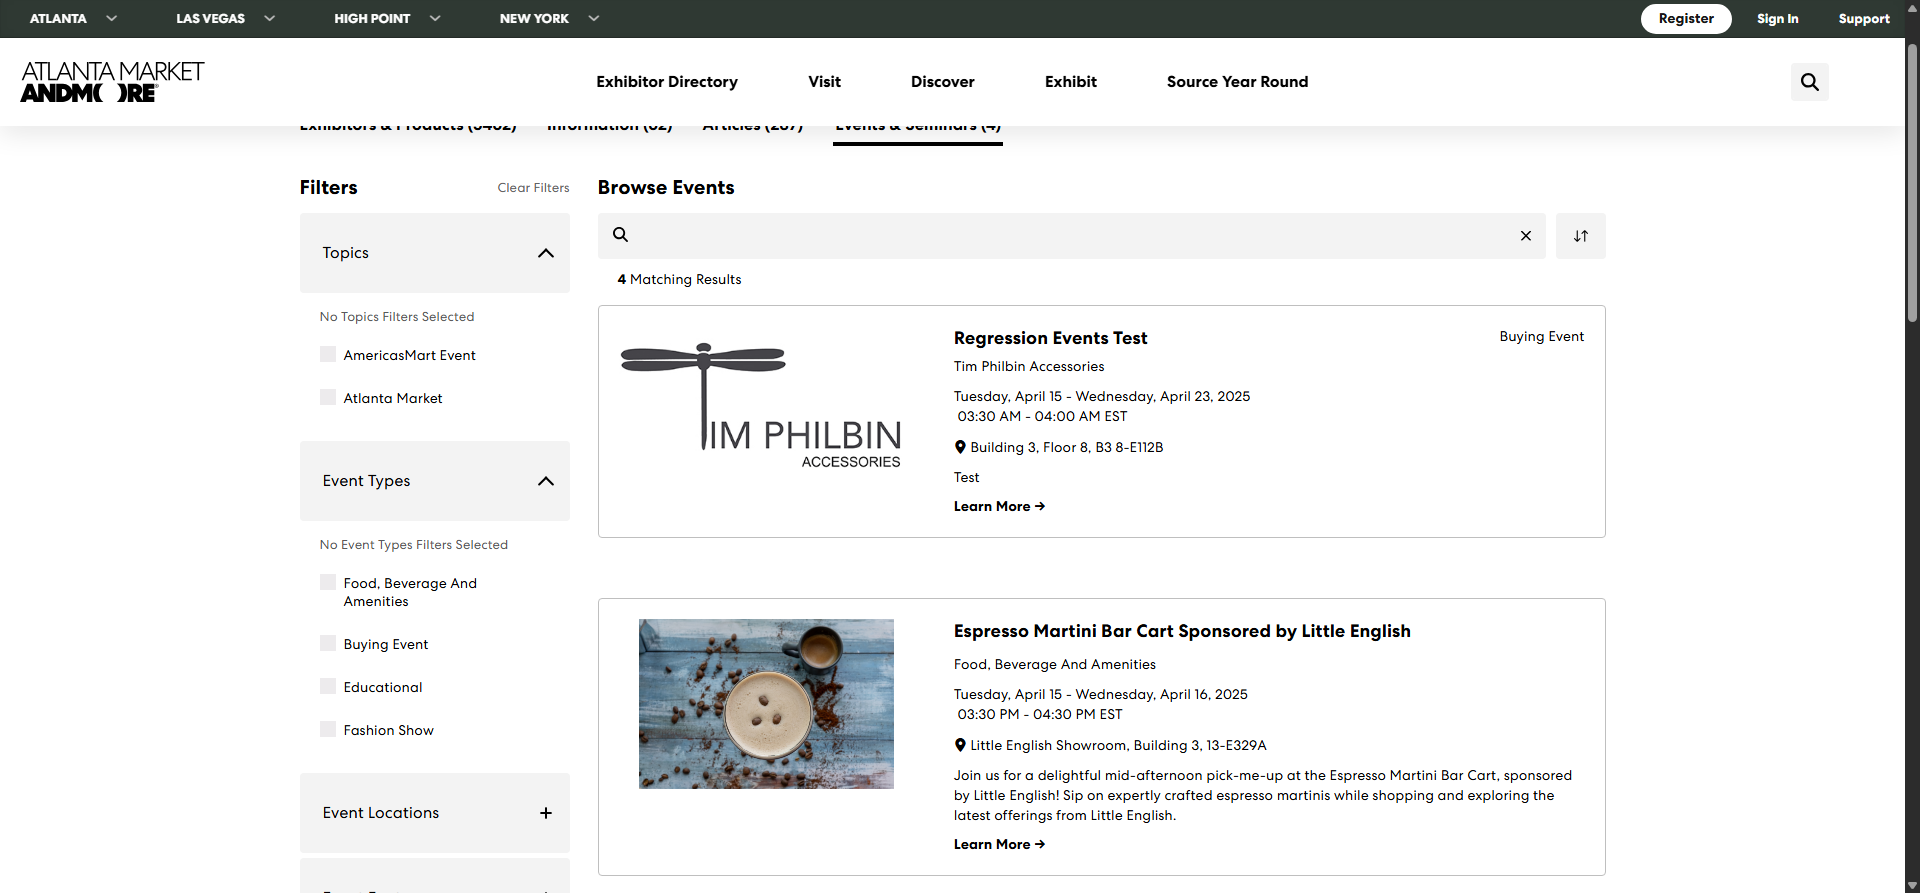 ATLANTA
LAS VEGAS
HIGH POINT
NEW YORK
Register
Sign In
Support
ATLANTA MARKET
ANDMORE
Exhibitor Directory
Visit
Discover
Exhibit
Source Year Round
Exhibitors & Products (3462)
Information (62)
Articles (287)
Events & Seminars (4)
Filters
Clear Filters
Browse Events
Topics
4 Matching Results
No Topics Filters Selected
AmericasMart Event
Atlanta Market
Event Types
No Event Types Filters Selected
Food, Beverage And
Amenities
Buying Event
Educational
Fashion Show
Event Locations
TIM PHILBIN
ACCESSORIES
Regression Events Test
Buying Event
Tim Philbin Accessories
Tuesday, April 15 - Wednesday, April 23, 2025
03:30 AM - 04:00 AM EST
Building 3, Floor 8, B3 8-E112B
Test
Learn More →
Espresso Martini Bar Cart Sponsored by Little English
Food, Beverage And Amenities
Tuesday, April 15 - Wednesday, April 16, 2025
03:30 PM - 04:30 PM EST
Little English Showroom, Building 3, 13-E329A
Join us for a delightful mid-afternoon pick-me-up at the Espresso Martini Bar Cart, sponsored
by Little English! Sip on expertly crafted espresso martinis while shopping and exploring the
latest offerings from Little English.
Learn More →